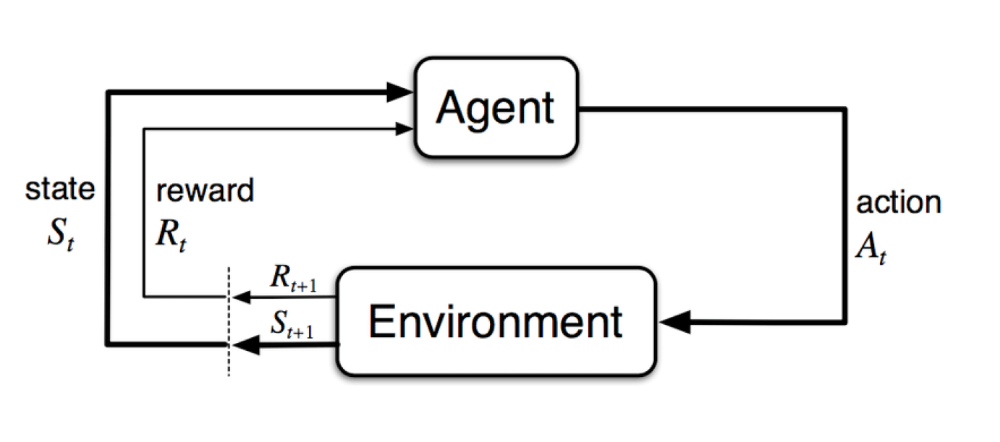 Agent
state
S_t
reward
R_t
action
A_t
R_{t+1}
S_{t+1}
Environment